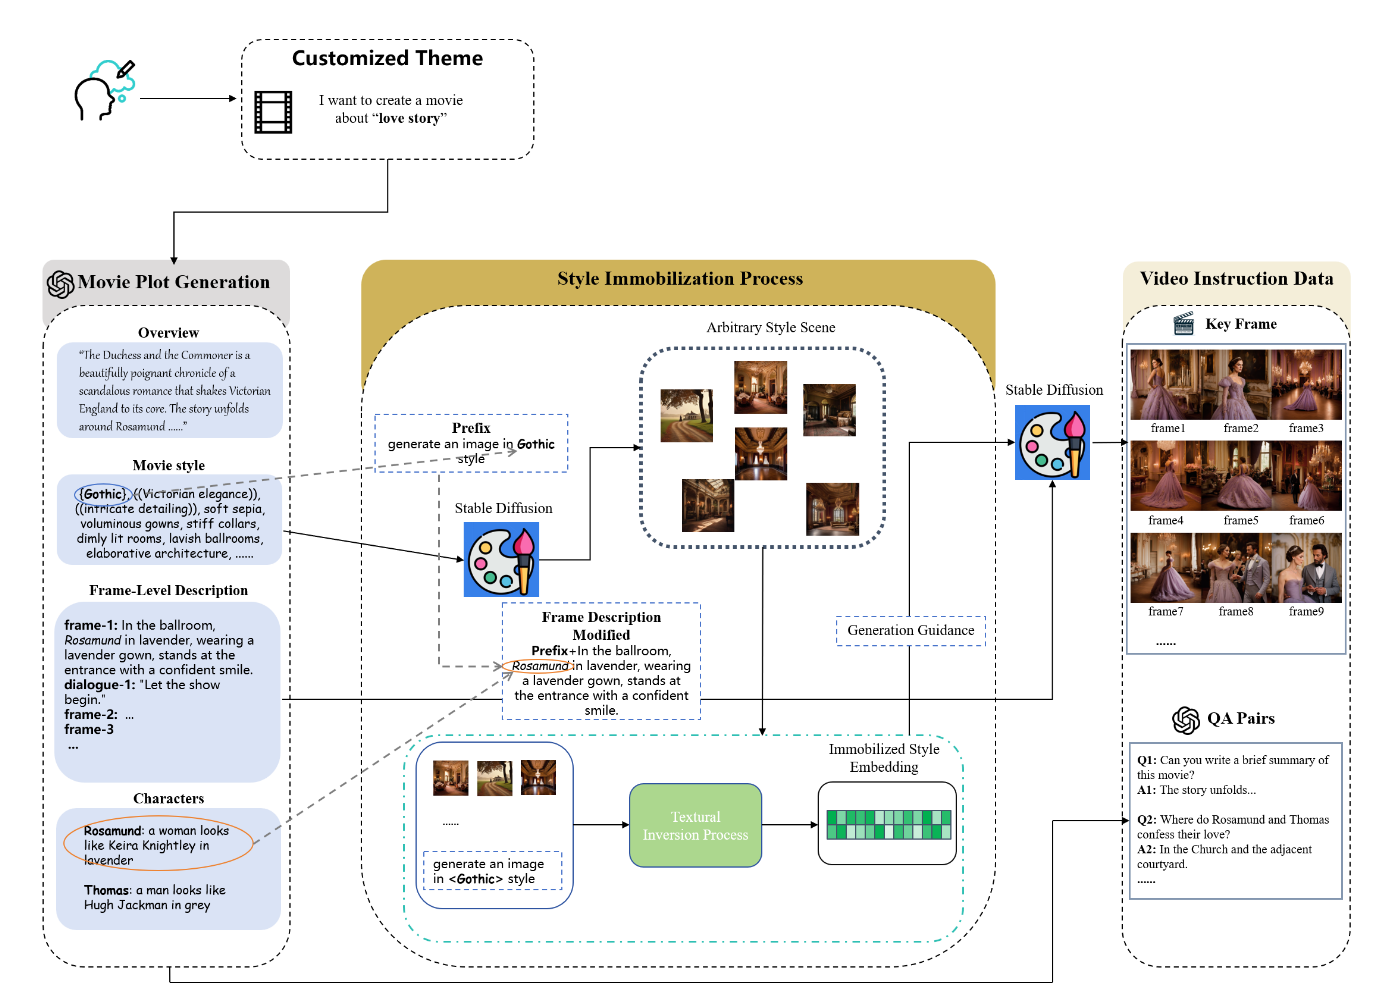 Customized Theme
I want to create a movie
about “love story”
Movie Plot Generation
Overview
“The Duchess and the Commoner is a
beautifully poignant chronicle of a
scandalous romance that shakes Victorian
England to its core. The story unfolds
around Rosamund ......”
Movie style
{Gothic}, ((Victorian elegance)),
((intricate detailing)), soft sepia,
voluminous gowns, stiff collars,
dimly lit rooms, lavish ballrooms,
elaborative architecture, ......
Frame-Level Description
frame-1: In the ballroom,
Rosamund in lavender, wearing a
lavender gown, stands at the
entrance with a confident smile.
dialogue-1: "Let the show
begin."
frame-2: ...
frame-3
...
Characters
Rosamund: a woman looks
like Keira Knightley in
lavender
Thomas: a man looks like
Hugh Jackman in grey
Style Immobilization Process
Arbitrary Style Scene
Prefix
generate an image in Gothic
style
Stable Diffusion
Frame Description
Modified
Prefix+In the ballroom,
Rosamund in lavender, wearing
a lavender gown, stands at
the entrance with a confident
smile.
Generation Guidance
......
generate an image
in <Gothic> style
Textural
Inversion Process
Immobilized Style
Embedding
Stable Diffusion
Video Instruction Data
Key Frame
frame1 frame2 frame3
frame4 frame5 frame6
frame7 frame8 frame9
......
QA Pairs
Q1: Can you write a brief summary of
this movie?
A1: The story unfolds...
Q2: Where do Rosamund and Thomas
confess their love?
A2: In the Church and the adjacent
courtyard.
......